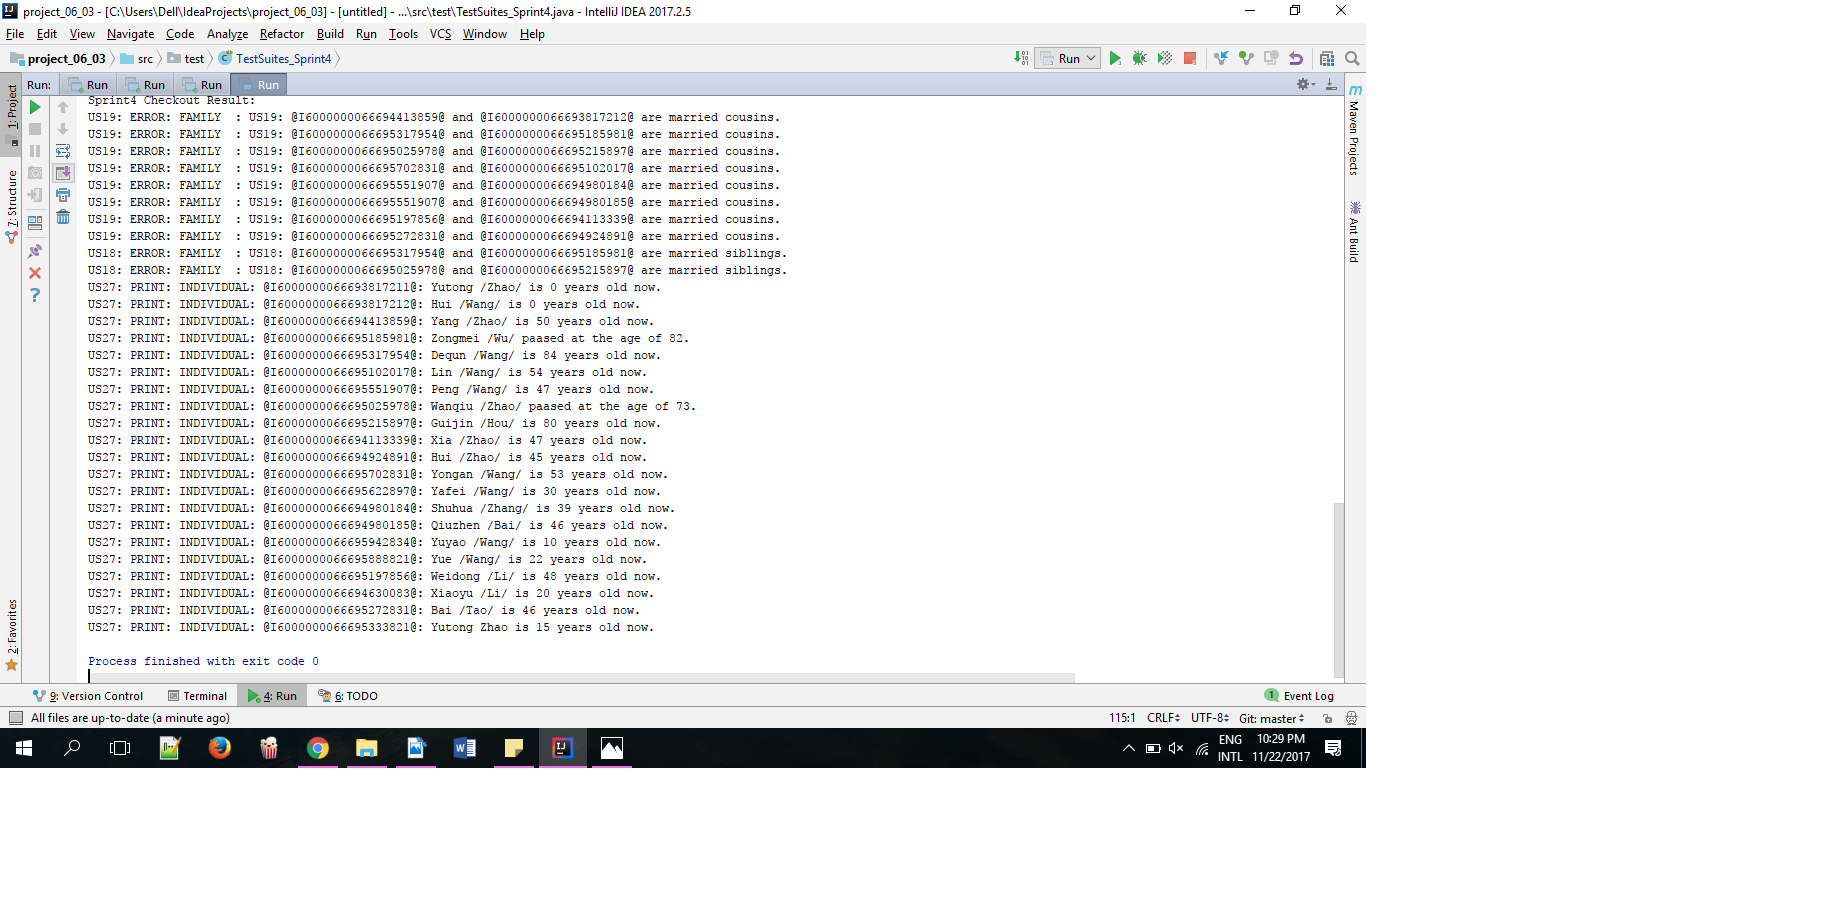 project_06_03 - [C:\Users\Dell\IdeaProjects\project_06_03] - [untitled] - ...\src\test\TestSuites_Sprint4.java - IntelliJ IDEA 2017.2.5
File Edit View Navigate Code Analyze Refactor Build Run Tools VCS Window Help
project_06_03 src test TestSuites_Sprint4 Run
Run: Run Run Run Run
Sprint4 Checkout Result:
US19: ERROR: FAMILY  : US19: @I6000000066694413859@ and @I6000000066693817212@ are married cousins.
US19: ERROR: FAMILY  : US19: @I6000000066695317954@ and @I6000000066695185981@ are married cousins.
US19: ERROR: FAMILY  : US19: @I6000000066695025978@ and @I6000000066695215897@ are married cousins.
US19: ERROR: FAMILY  : US19: @I6000000066695702831@ and @I6000000066695102017@ are married cousins.
US19: ERROR: FAMILY  : US19: @I6000000066695551907@ and @I6000000066694980184@ are married cousins.
US19: ERROR: FAMILY  : US19: @I6000000066695551907@ and @I6000000066694980185@ are married cousins.
US19: ERROR: FAMILY  : US19: @I6000000066695197856@ and @I6000000066694113339@ are married cousins.
US19: ERROR: FAMILY  : US19: @I6000000066695272831@ and @I6000000066694924891@ are married cousins.
US18: ERROR: FAMILY  : US18: @I6000000066695317954@ and @I6000000066695185981@ are married siblings.
US18: ERROR: FAMILY  : US18: @I6000000066695025978@ and @I6000000066695215897@ are married siblings.
US27: PRINT: INDIVIDUAL: @I6000000066693817211@: Yutong /Zhao/ is 0 years old now.
US27: PRINT: INDIVIDUAL: @I6000000066693817212@: Hui /Wang/ is 0 years old now.
US27: PRINT: INDIVIDUAL: @I6000000066694413859@: Yang /Zhao/ is 50 years old now.
US27: PRINT: INDIVIDUAL: @I6000000066695185981@: Zongmei /Wu/ paased at the age of 82.
US27: PRINT: INDIVIDUAL: @I6000000066695317954@: Dequn /Wang/ is 84 years old now.
US27: PRINT: INDIVIDUAL: @I6000000066695102017@: Lin /Wang/ is 54 years old now.
US27: PRINT: INDIVIDUAL: @I6000000066695551907@: Peng /Wang/ is 47 years old now.
US27: PRINT: INDIVIDUAL: @I6000000066695025978@: Wanqiu /Zhao/ paased at the age of 73.
US27: PRINT: INDIVIDUAL: @I6000000066695215897@: Guijin /Hou/ is 80 years old now.
US27: PRINT: INDIVIDUAL: @I6000000066694113339@: Xia /Zhao/ is 47 years old now.
US27: PRINT: INDIVIDUAL: @I6000000066694924891@: Hui /Zhao/ is 45 years old now.
US27: PRINT: INDIVIDUAL: @I6000000066695702831@: Yongan /Wang/ is 53 years old now.
US27: PRINT: INDIVIDUAL: @I6000000066695622897@: Yafei /Wang/ is 30 years old now.
US27: PRINT: INDIVIDUAL: @I6000000066694980184@: Shuhua /Zhang/ is 39 years old now.
US27: PRINT: INDIVIDUAL: @I6000000066694980185@: Qiuzhen /Bai/ is 46 years old now.
US27: PRINT: INDIVIDUAL: @I6000000066695942834@: Yuyao /Wang/ is 10 years old now.
US27: PRINT: INDIVIDUAL: @I6000000066695888821@: Yue /Wang/ is 22 years old now.
US27: PRINT: INDIVIDUAL: @I6000000066695197856@: Weidong /Li/ is 48 years old now.
US27: PRINT: INDIVIDUAL: @I6000000066694630083@: Xiaoyu /Li/ is 20 years old now.
US27: PRINT: INDIVIDUAL: @I6000000066695272831@: Bai /Tao/ is 46 years old now.
US27: PRINT: INDIVIDUAL: @I6000000066695333821@: Yutong Zhao is 15 years old now.
Process finished with exit code 0
1: Project
7: Structure
2: Favorites
Maven Projects
Ant Build
9: Version Control Terminal 4: Run 6: TODO 1 Event Log
All files are up-to-date (a minute ago) 115:1 CRLF UTF-8 Git: master
ENG 10:29 PM
INTL 11/22/2017